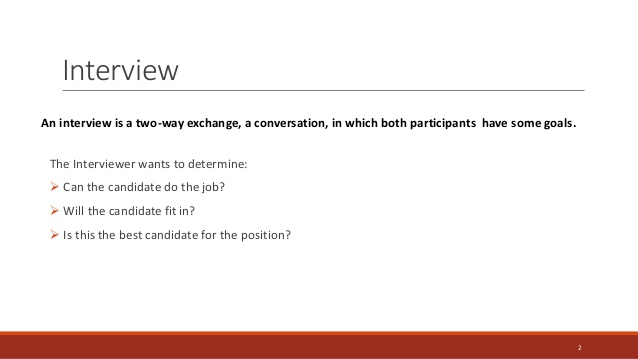 Interview
An interview is a two-way exchange, a conversation, in which both participants have some goals.
The Interviewer wants to determine:
Can the candidate do the job?
Will the candidate fit in?
Is this the best candidate for the position?
2